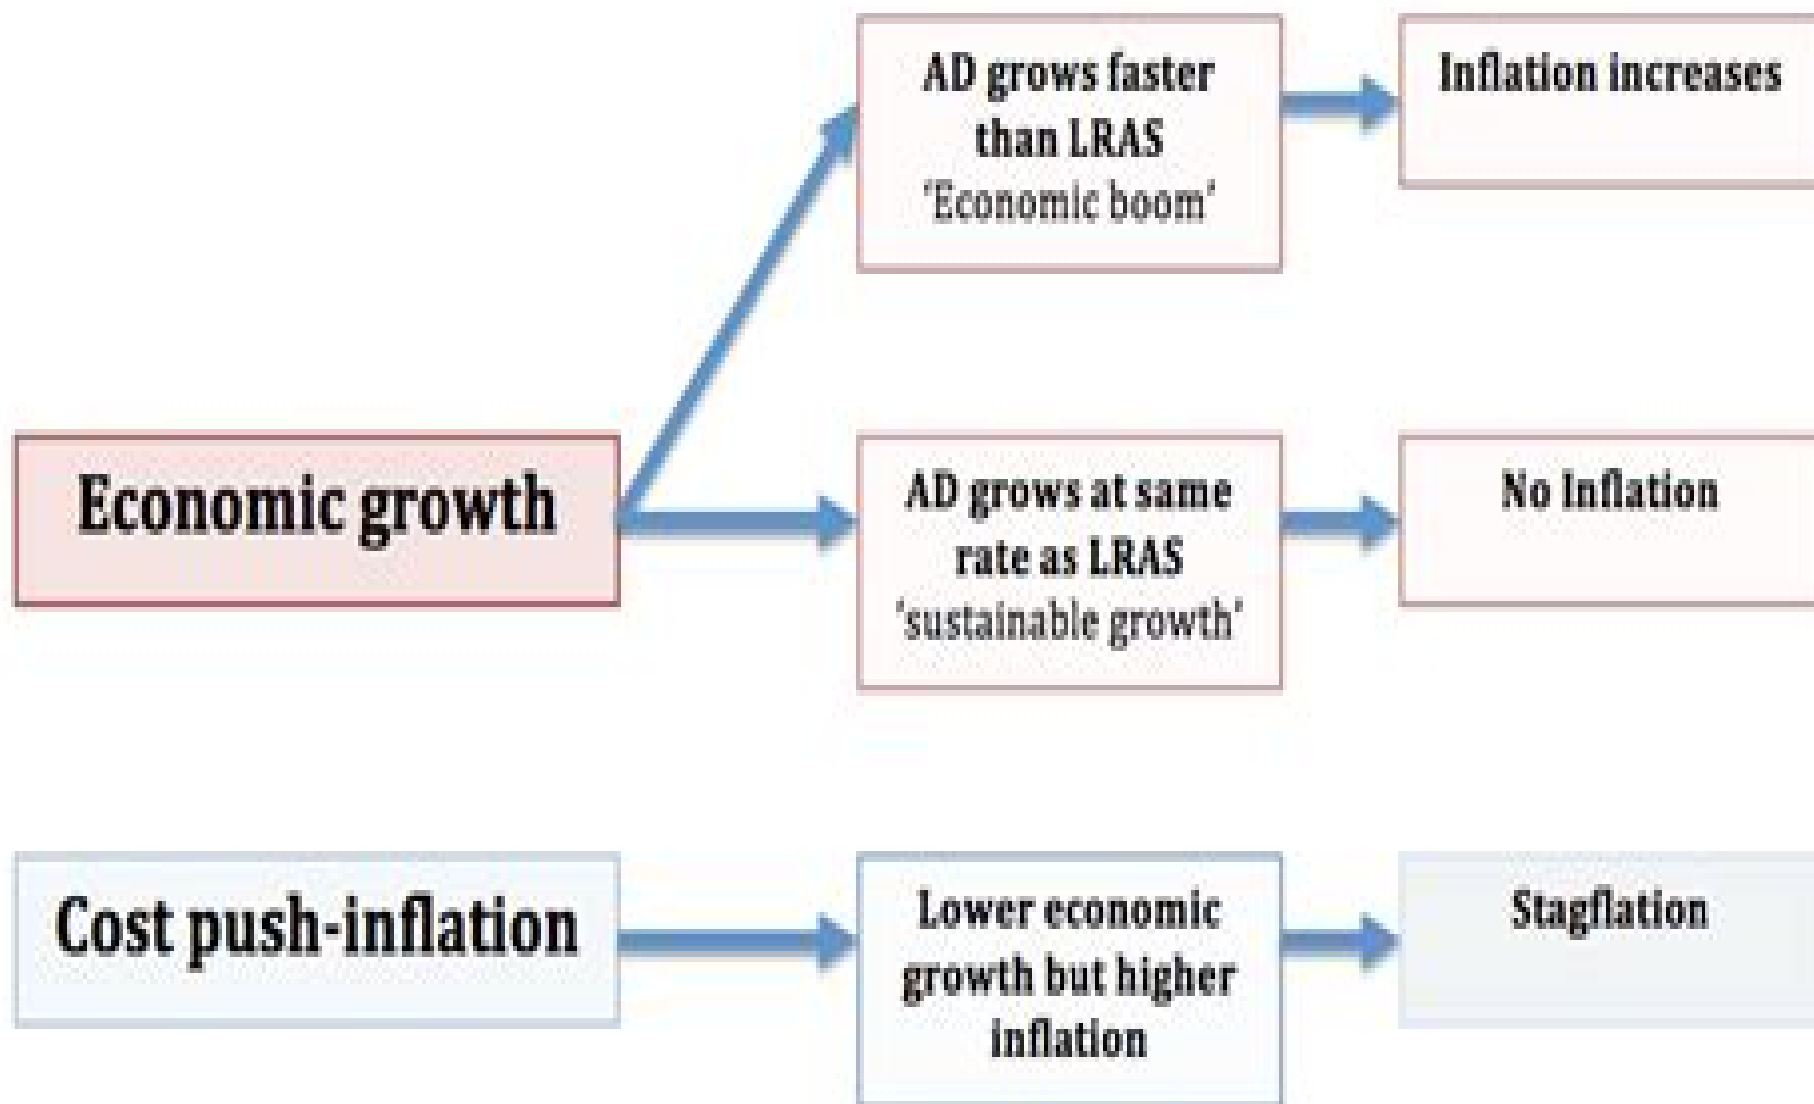 AD grows faster
than LRAS
‘Economic boom’
Inflation increases
Economic growth
AD grows at same
rate as LRAS
‘sustainable growth’
No Inflation
Cost push-inflation
Lower economic
growth but higher
inflation
Stagflation